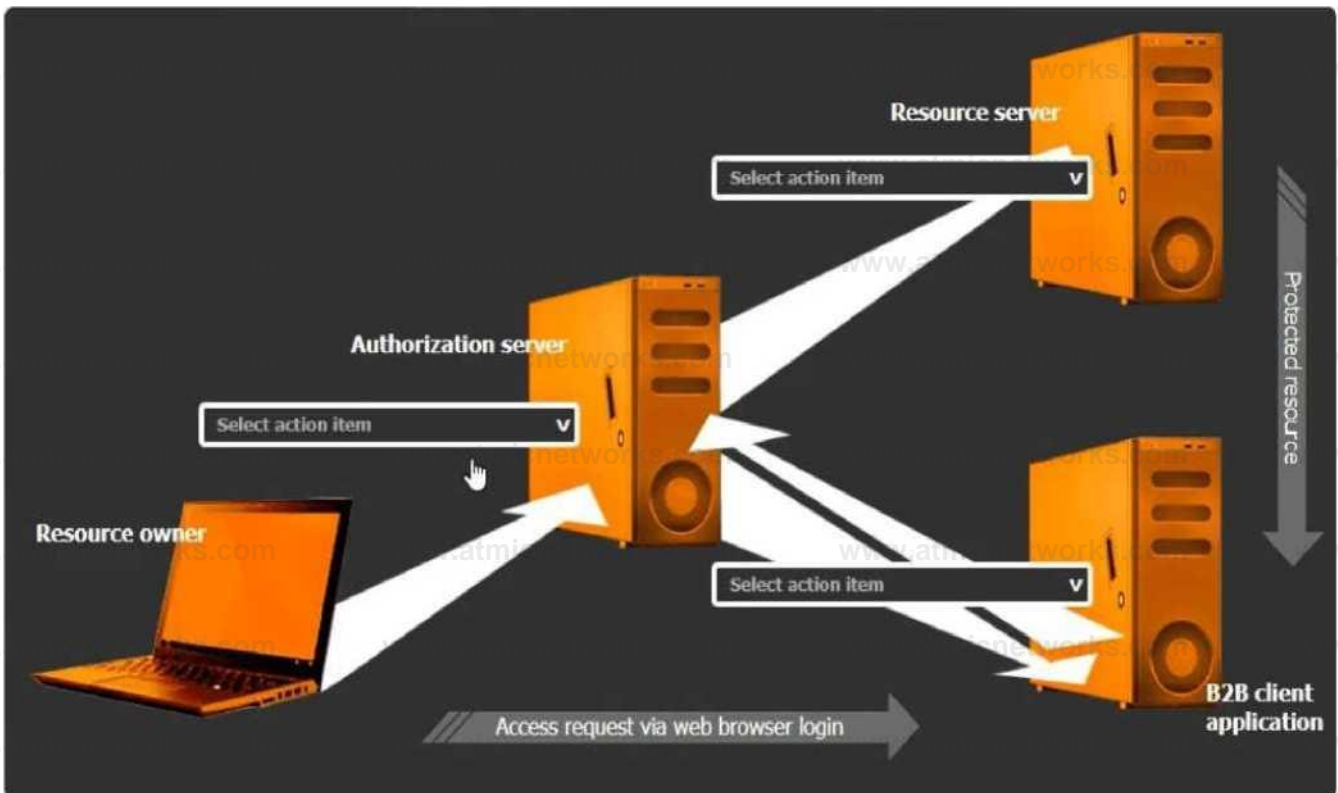 Resource server
Select action item v
Authorization server
Select action item v
Protected resource
Resource owner
Select action item v
B2B client
application
Access request via web browser login